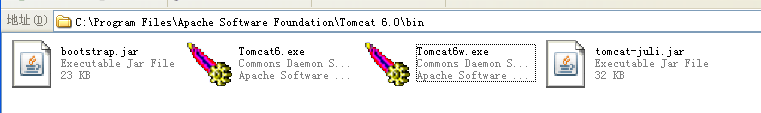 地址(D) C:\Program Files\Apache Software Foundation\Tomcat 6.0\bin
bootstrap.jar
Executable Jar File
23 KB
Tomcat6.exe
Commons Daemon S...
Apache Software ...
Tomcat6w.exe
Commons Daemon S...
Apache Software ...
tomcat-juli.jar
Executable Jar File
32 KB